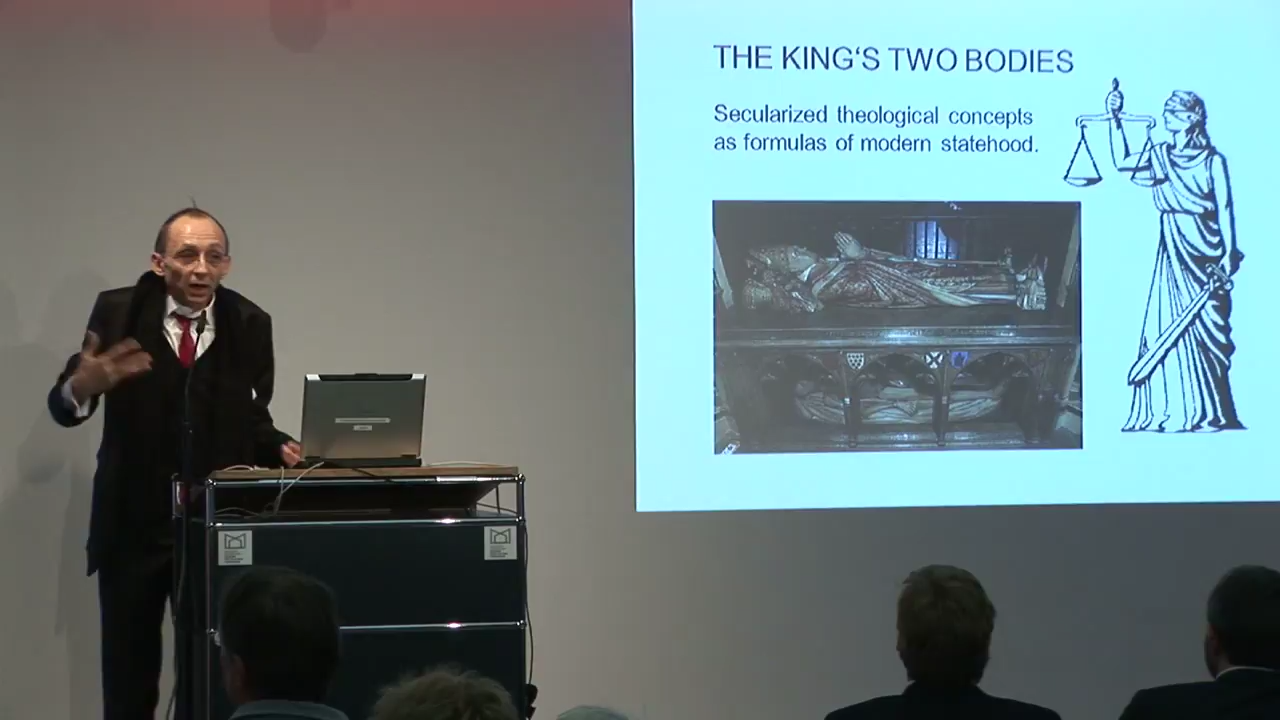 THE KING‘S TWO BODIES
Secularized theological concepts
as formulas of modern statehood.